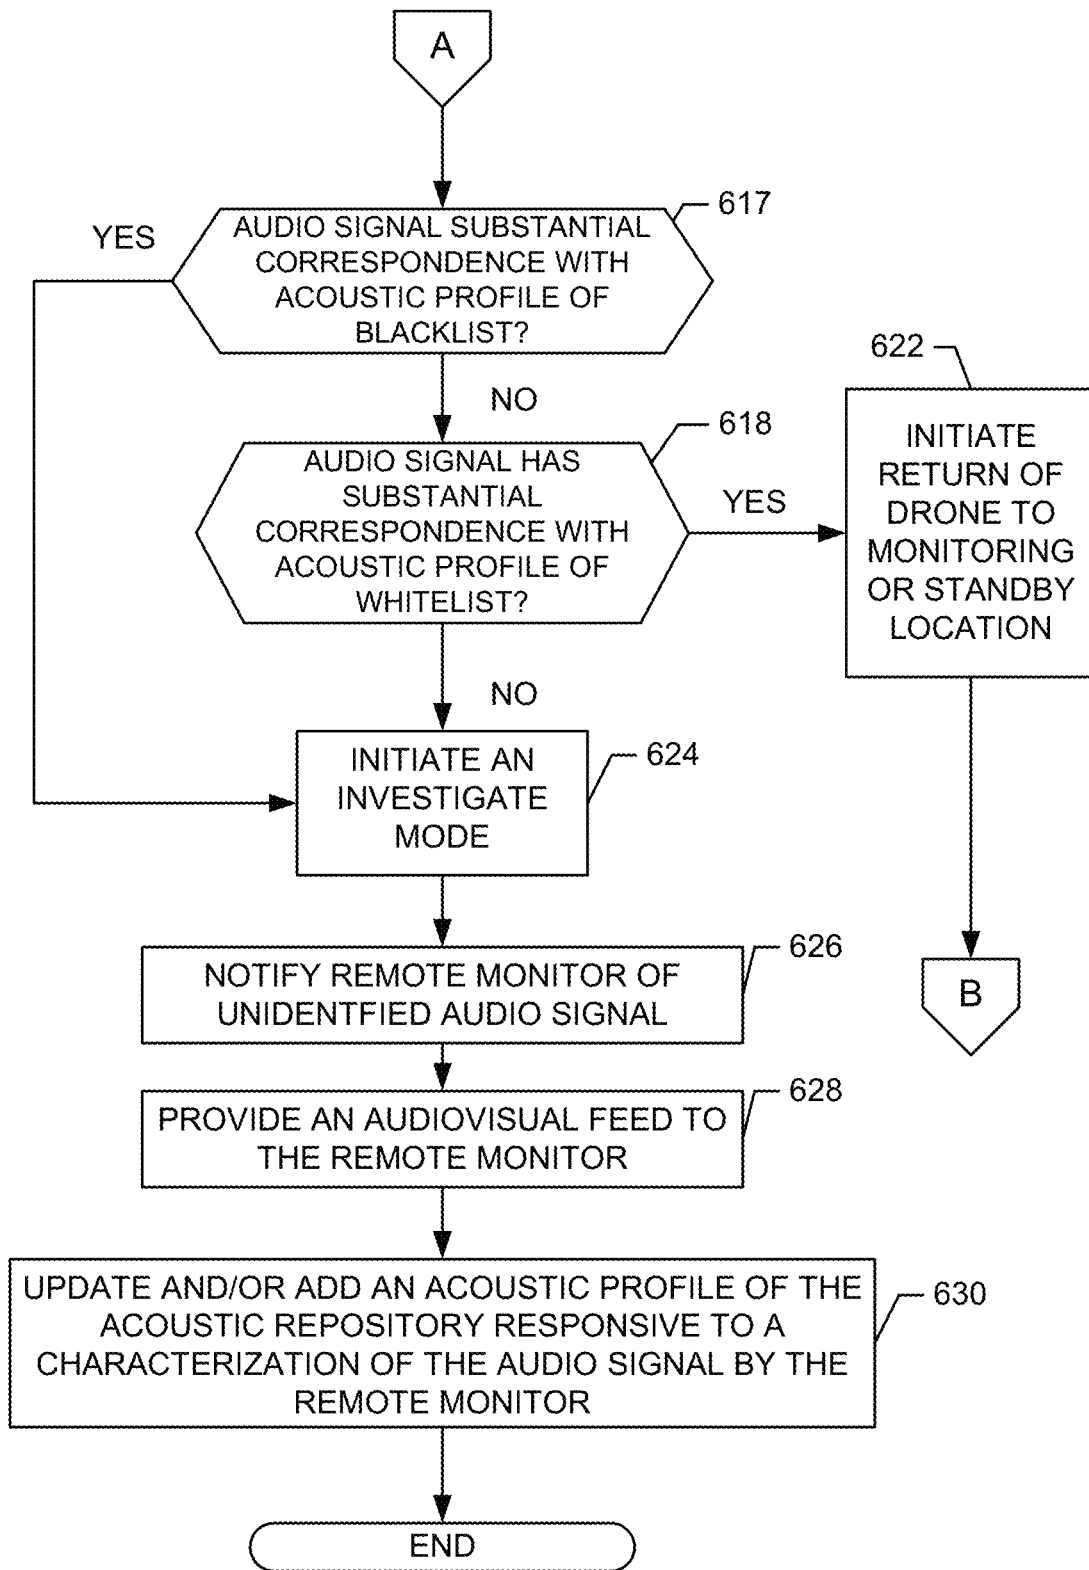 A
617
YES
AUDIO SIGNAL SUBSTANTIAL
CORRESPONDENCE WITH
ACOUSTIC PROFILE OF
BLACKLIST?
622
NO
618
AUDIO SIGNAL HAS
SUBSTANTIAL
CORRESPONDENCE WITH
ACOUSTIC PROFILE OF
WHITELIST?
YES
INITIATE
RETURN OF
DRONE TO
MONITORING
OR STANDBY
LOCATION
NO
INITIATE AN
INVESTIGATE
MODE
624
626
NOTIFY REMOTE MONITOR OF
UNIDENTFIED AUDIO SIGNAL
B
628
PROVIDE AN AUDIOVISUAL FEED TO
THE REMOTE MONITOR
UPDATE AND/OR ADD AN ACOUSTIC PROFILE OF THE
ACOUSTIC REPOSITORY RESPONSIVE TO A
CHARACTERIZATION OF THE AUDIO SIGNAL BY THE
REMOTE MONITOR
630
END